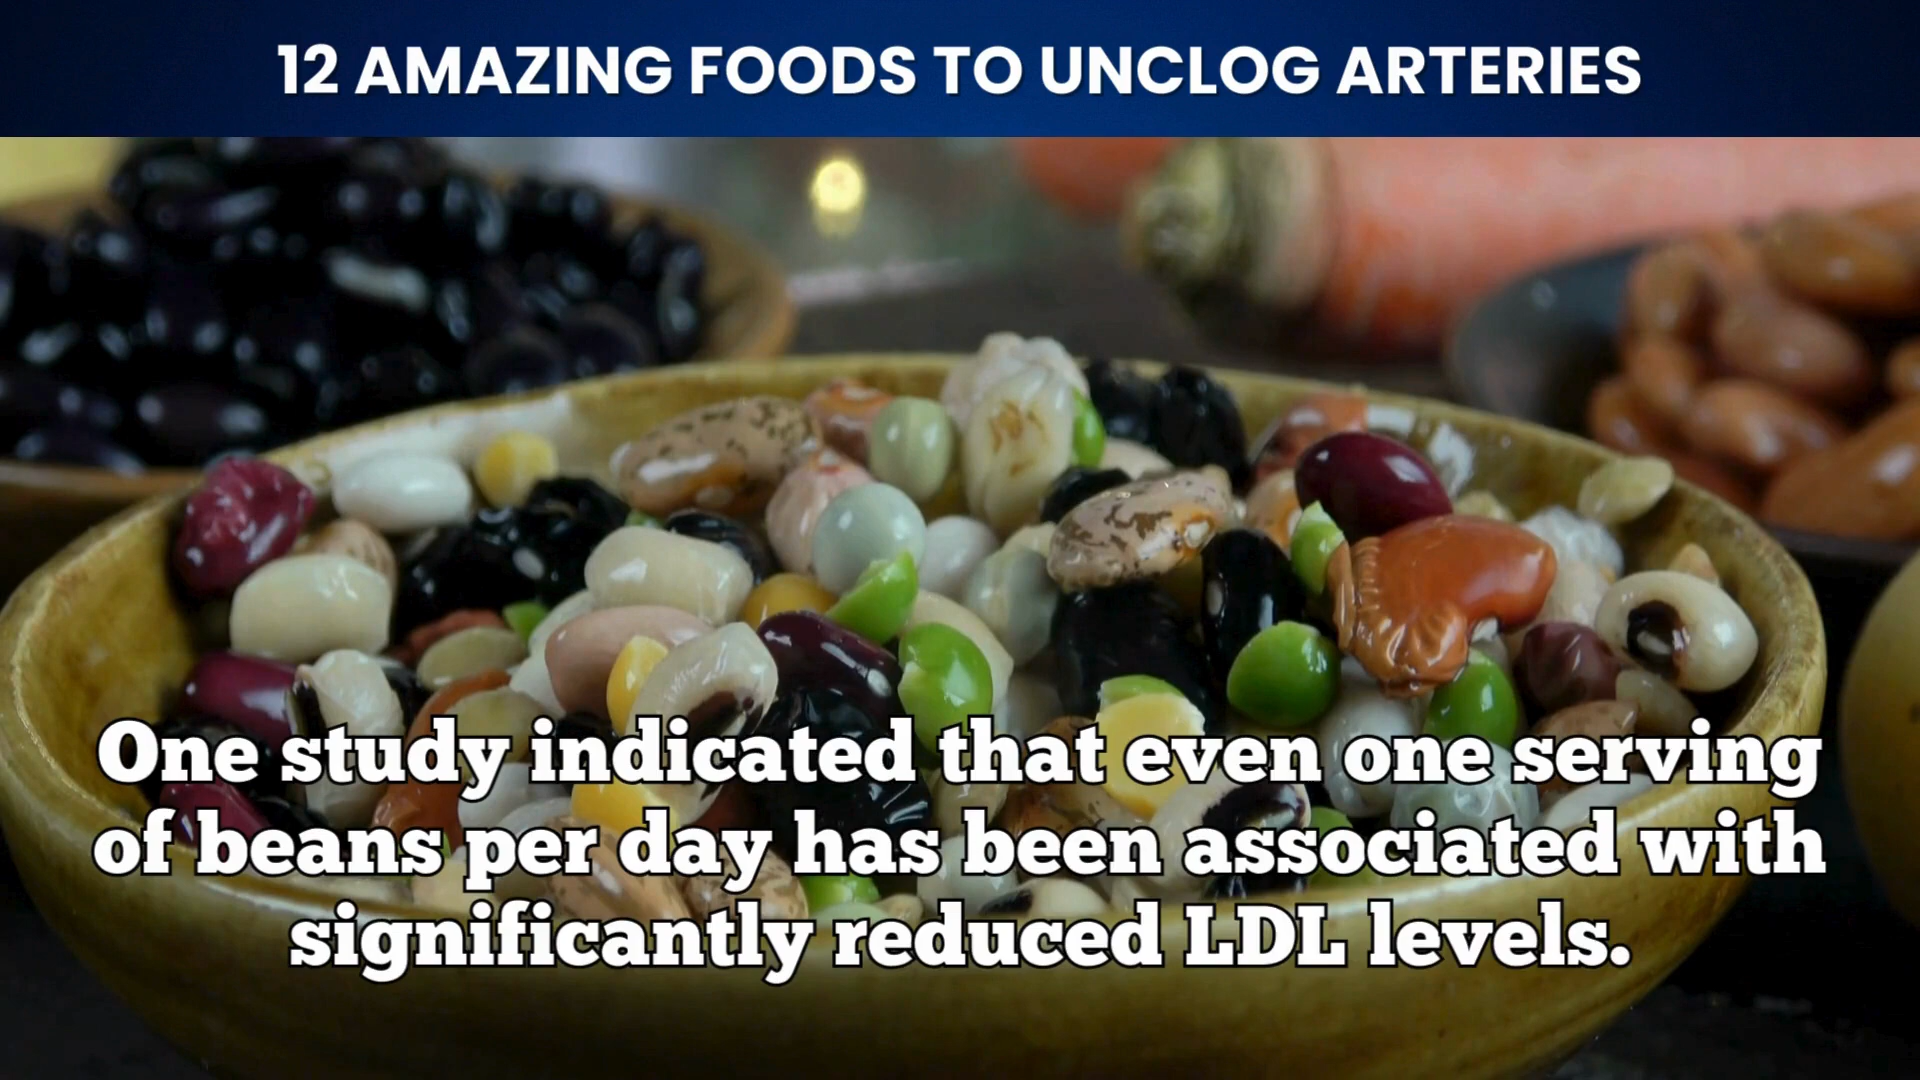 12 AMAZING FOODS TO UNCLOG ARTERIES
One study indicated that even one serving
of beans per day has been associated with
significantly reduced LDL levels.